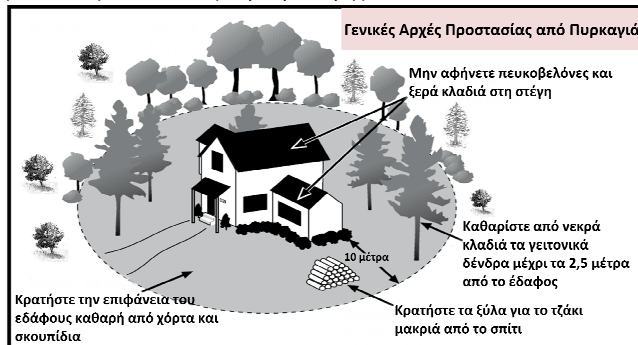 Γενικές Αρχές Προστασίας από Πυρκαγιά
Μην αφήνετε πευκοβελόνες και
ξερά κλαδιά στη στέγη
Καθαρίστε από νεκρά
κλαδιά τα γειτονικά
δένδρα μέχρι τα 2,5 μέτρα
από το έδαφος
10 μέτρα
Κρατήστε την επιφάνεια του
εδάφους καθαρή από χόρτα και
σκουπίδια
Κρατήστε τα ξύλα για το τζάκι
μακριά από το σπίτι